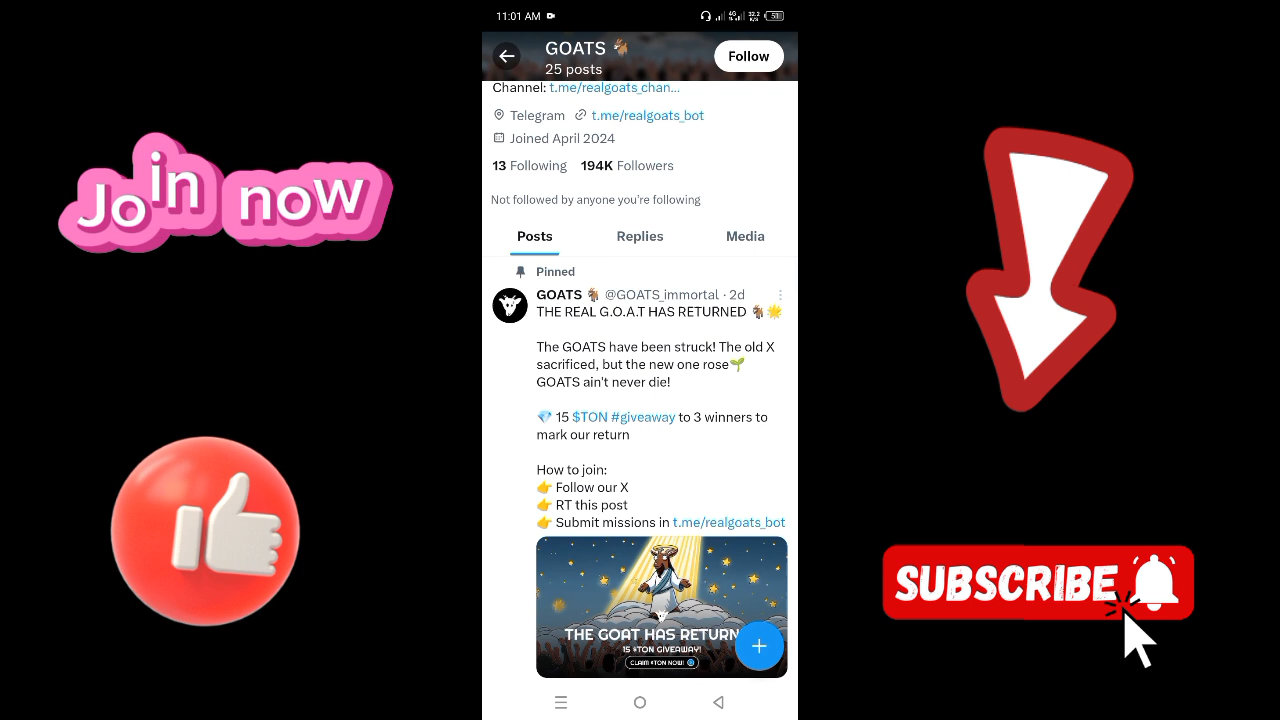 11:01 AM
4G
32.2
K/S
51
GOATS 🐐
25 posts
Follow
Channel: t.me/realgoats_chan...
Telegram t.me/realgoats_bot
Joined April 2024
13 Following 194K Followers
Not followed by anyone you're following
Posts Replies Media
Pinned
GOATS 🐐 @GOATS_immortal · 2d
THE REAL G.O.A.T HAS RETURNED 🐐🌟
The GOATS have been struck! The old X
sacrificed, but the new one rose🌱
GOATS ain't never die!
💎 15 $TON #giveaway to 3 winners to
mark our return
How to join:
👉 Follow our X
👉 RT this post
👉 Submit missions in t.me/realgoats_bot
THE GOAT HAS RETURN
15 $TON GIVEAWAY!
CLAIM $TON NOW!
Join now
SUBSCRIBE